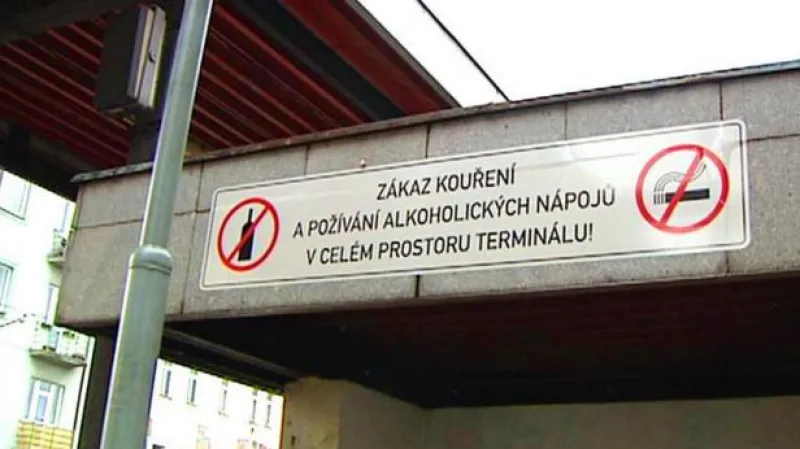 ZÁKAZ KOUŘENÍ
A POŽÍVÁNÍ ALKOHOLICKÝCH NÁPOJŮ
V CELÉM PROSTORU TERMINÁLU!